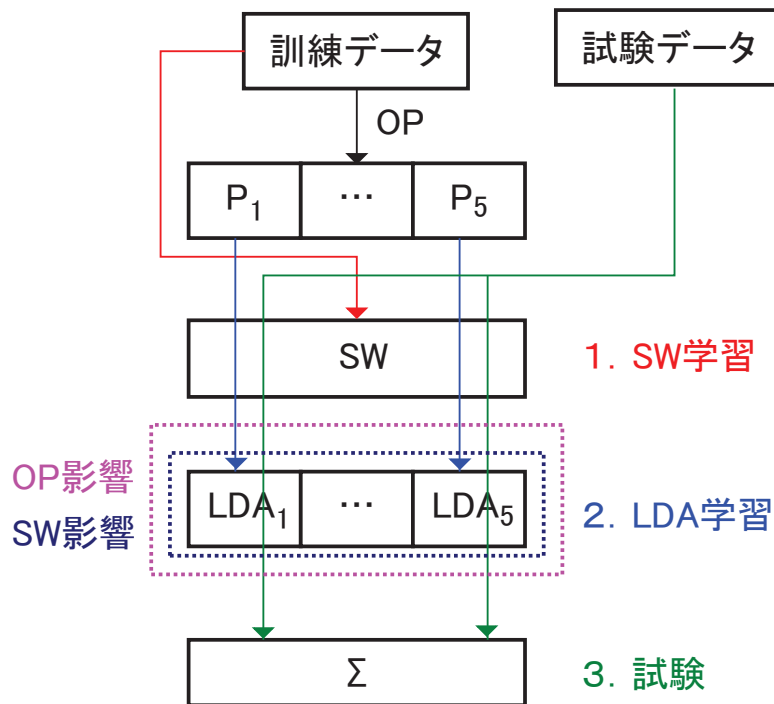 訓練データ
試験データ
OP
P1 … P5
SW
1. SW学習
OP影響
SW影響
LDA1 … LDA5
2. LDA学習
Σ
3. 試験